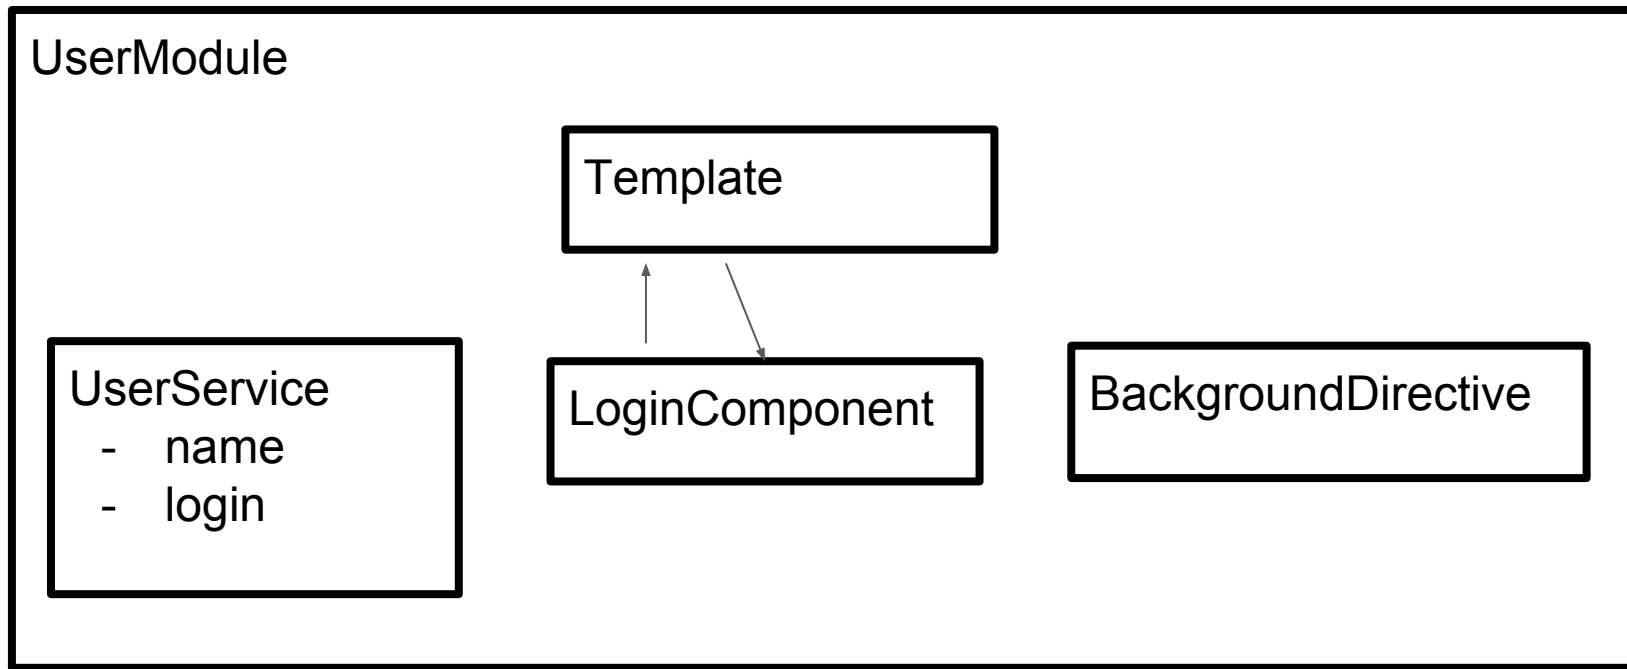 UserModule
Template
UserService
- name
- login
LoginComponent
BackgroundDirective